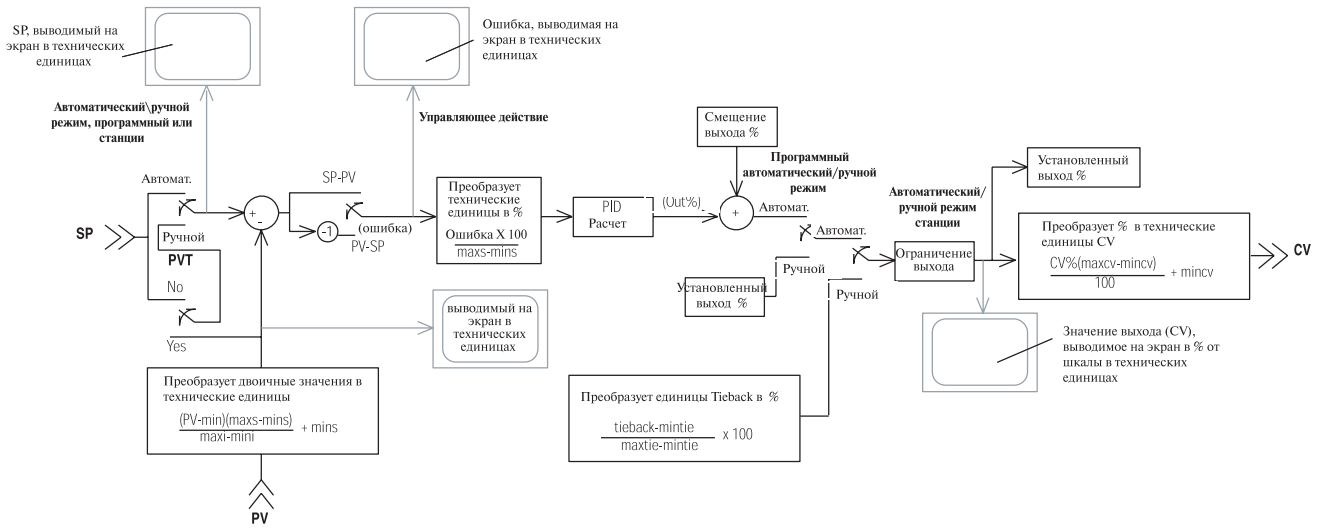 SP, выводимый на
экран в технических
единицах
Ошибка, выводимая на
экран в технических
единицах
Автоматический\ручной
режим, программный или
станции
Управляющее действие
Смещение
выхода %
Программный
автоматический/ручной
режим
Автоматический/
ручной режим
станции
Установленный
выход %
Автомат.
SP-PV
Преобразует
технические
единицы в %
Ошибка X 100
maxs-mins
PID
Расчет
(Out%)
+
Автомат.
Автомат.
SP
+
-
-1
(ошибка)
PV-SP
Ручной
PVT
No
Yes
Ограничение
выхода
Преобразует % в технические
единицы CV
CV%(maxcv-mincv)
100
+ mincv
CV
Ручной
Установленный
выход %
Ручной
выводимый на
экран в
технических
единицах
Значение выхода (CV),
выводимое на экран в % от
шкалы в технических
единицах
Преобразует двоичные значения в
технические единицы
(PV-min)(maxs-mins)
maxi-mini
+ mins
Преобразует единицы Tieback в %
tieback-mintie
maxtie-mintie
x 100
PV